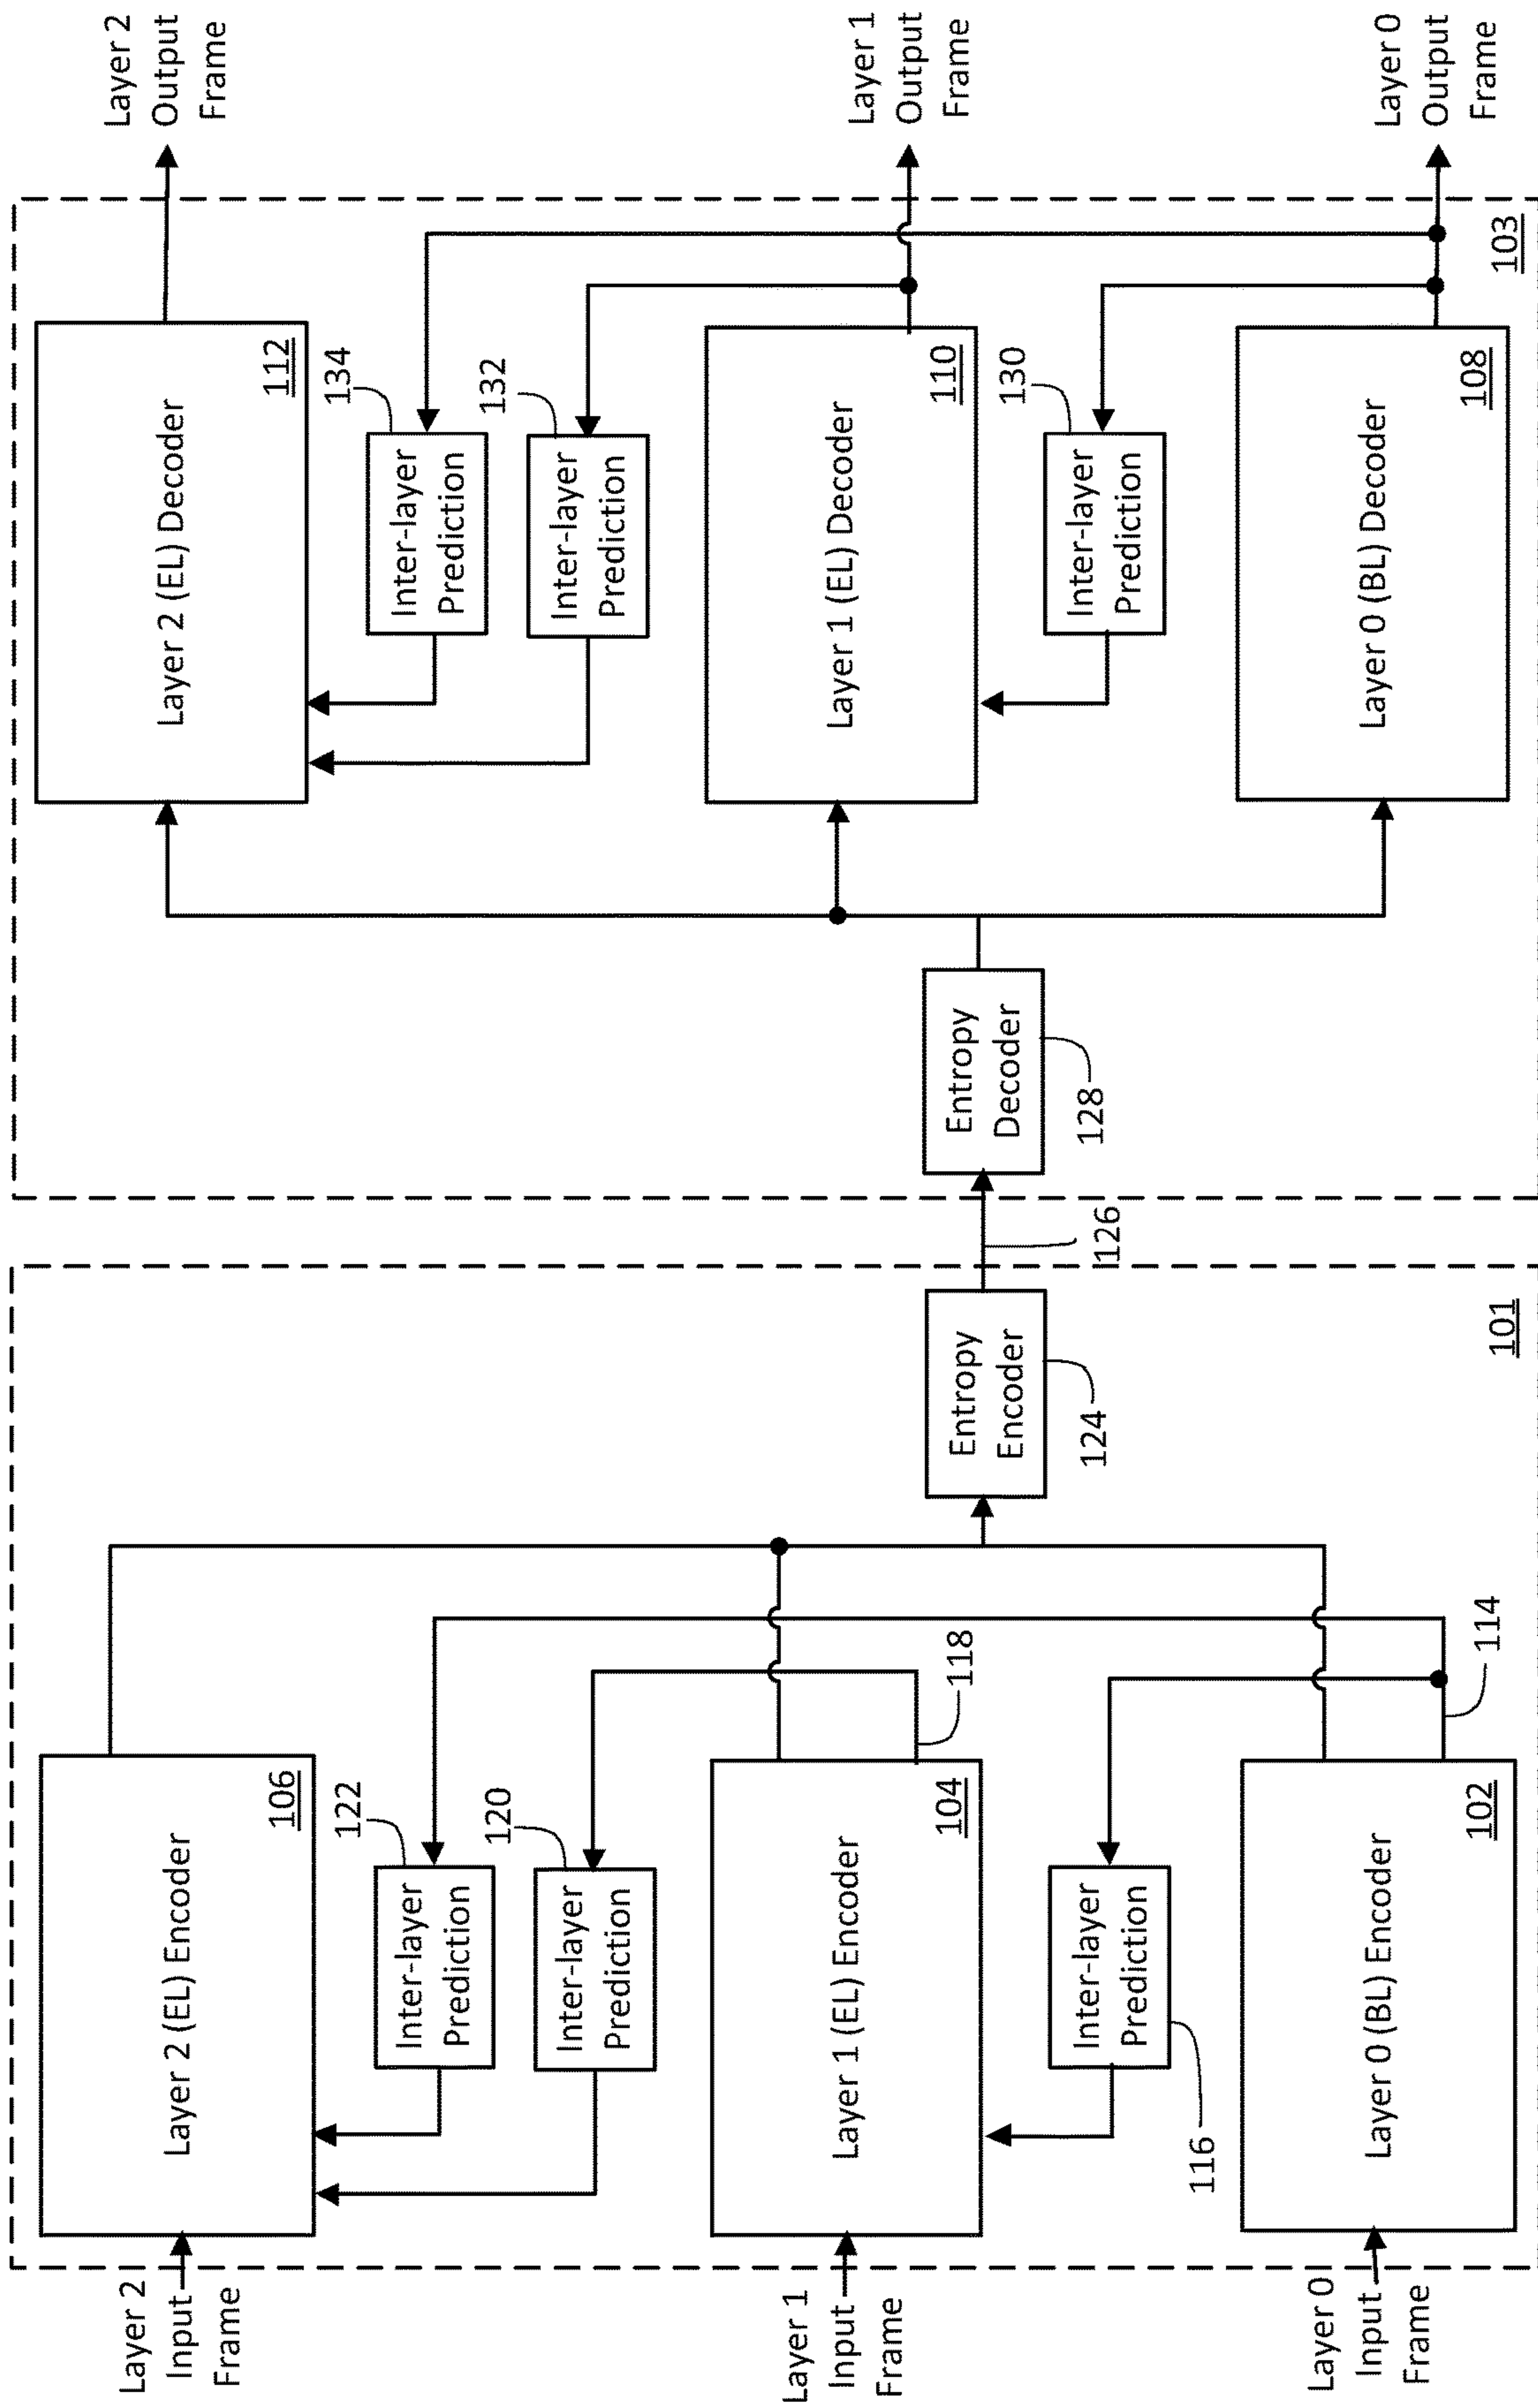 Layer 2
Input
Frame
Layer 2 (EL) Encoder
106
Inter-layer
Prediction
122
Inter-layer
Prediction
120
Layer 1
Input
Frame
Layer 1 (EL) Encoder
104
118
Inter-layer
Prediction
116
Layer 0
Input
Frame
Layer 0 (BL) Encoder
102
114
Entropy
Encoder
124
101
126
Entropy
Decoder
128
Layer 2 (EL) Decoder
112
Inter-layer
Prediction
134
Inter-layer
Prediction
132
Layer 1 (EL) Decoder
110
Inter-layer
Prediction
130
Layer 0 (BL) Decoder
108
103
Layer 2
Output
Frame
Layer 1
Output
Frame
Layer 0
Output
Frame